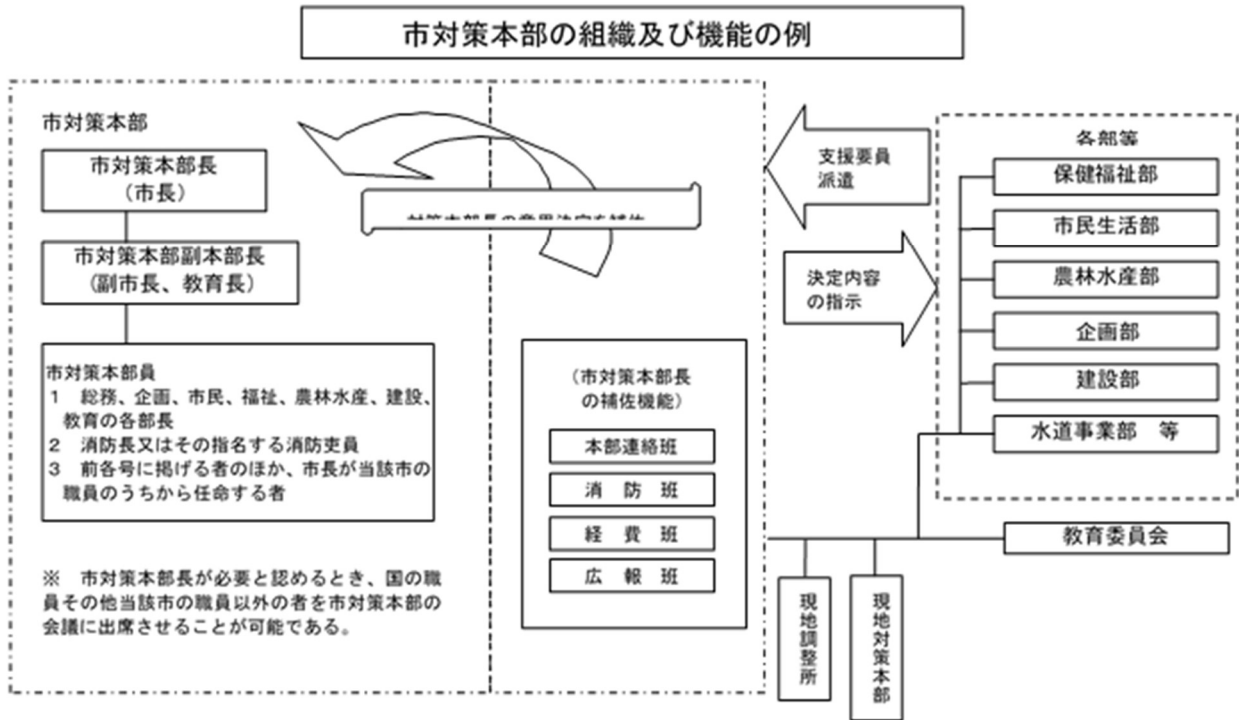 市対策本部の組織及び機能の例
市対策本部
市対策本部長
(市長)
市対策本部副本部長
(副市長、教育長)
市対策本部員
1 総務、企画、市民、福祉、農林水産、建設、
教育の各部長
2 消防長又はその指名する消防吏員
3 前各号に掲げる者のほか、市長が当該市の
職員のうちから任命する者
※ 市対策本部長が必要と認めるとき、国の職
員その他当該市の職員以外の者を市対策本部の
会議に出席させることが可能である。
対策本部長の意思決定を補佐
(市対策本部長
の補佐機能)
本部連絡班
消 防 班
経 費 班
広 報 班
支援要員
派遣
決定内容
の指示
各部等
保健福祉部
市民生活部
農林水産部
企画部
建設部
水道事業部 等
教育委員会
現地調整所
現地対策本部